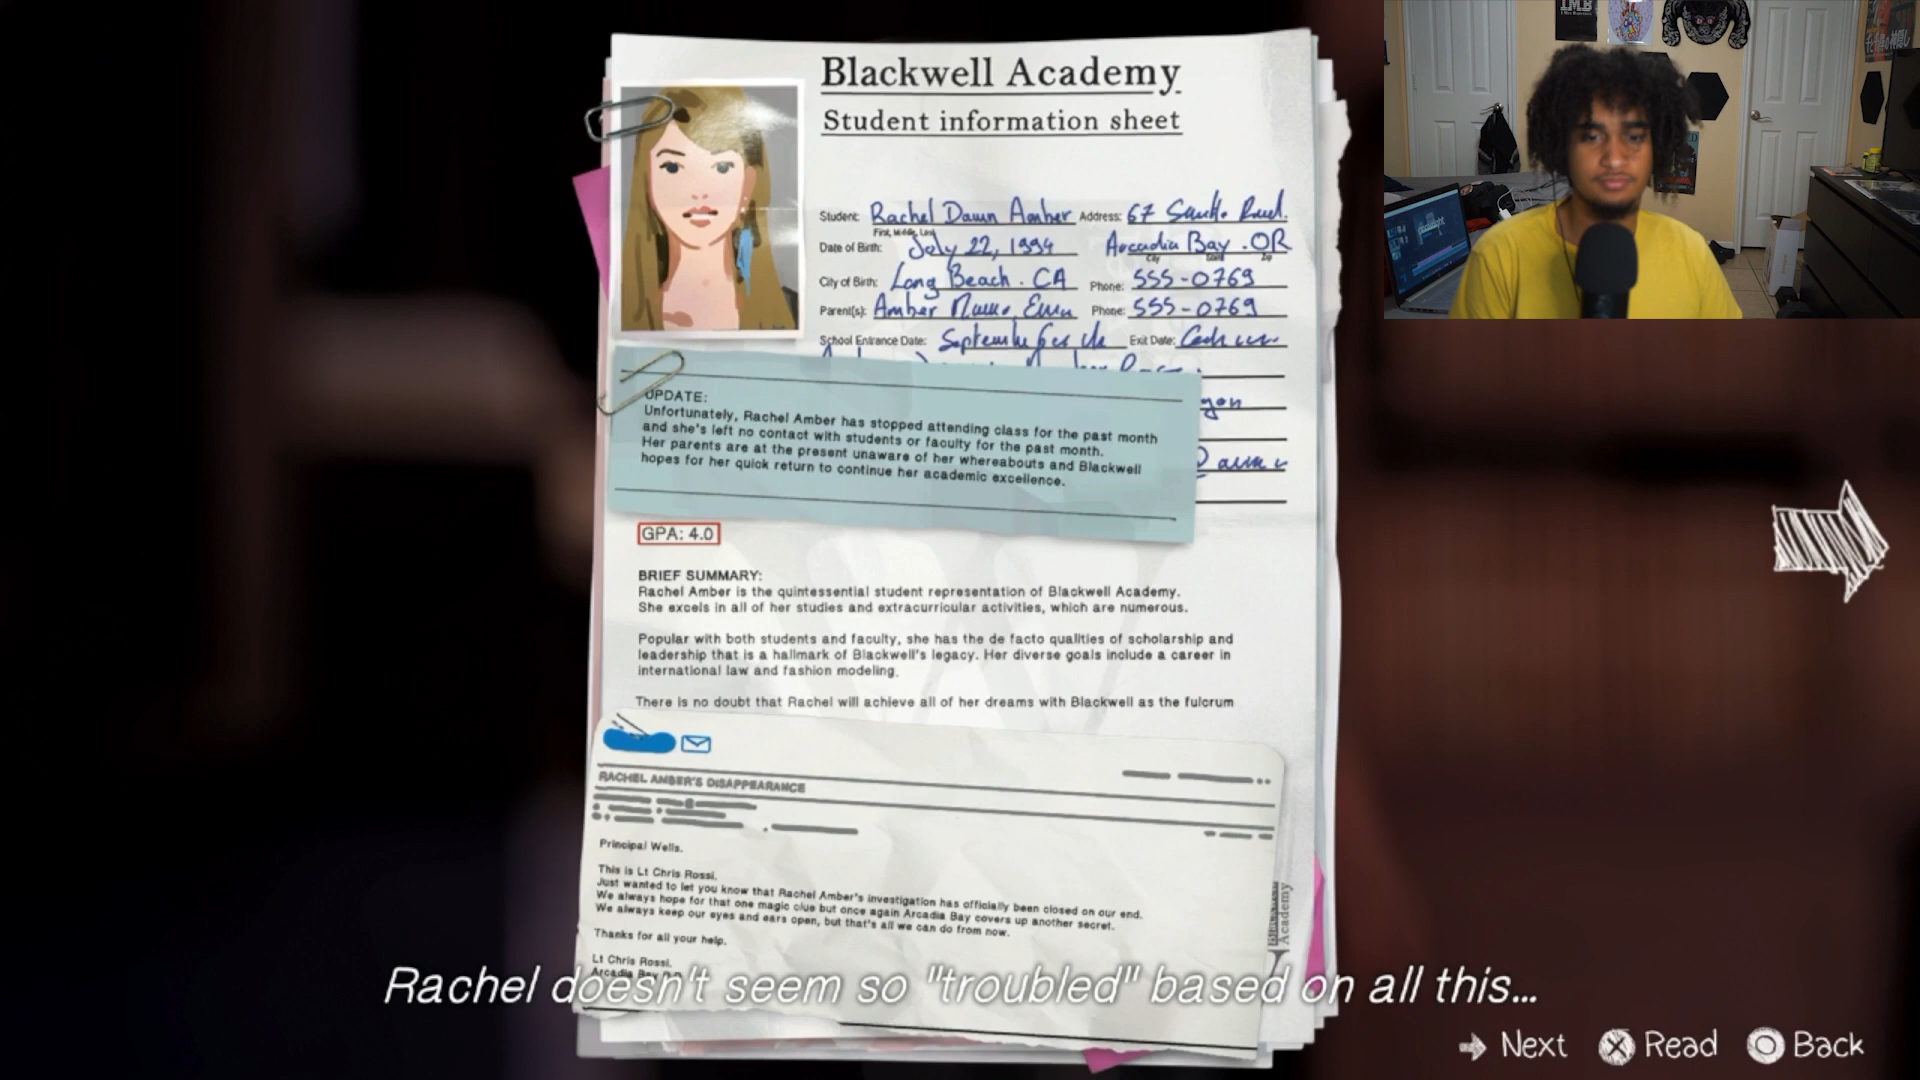 Blackwell Academy
Student information sheet
Student: Rachel Dawn Amber Address: 67
First, Middle, Last
Date of Birth: July 22, 1994 Arcadia Bay . OR
City State Zip
City of Birth: Long Beach . CA Phone: 555-0769
Parent(s): Amber Phone: 555-0769
School Entrance Date: Exit Date:
UPDATE:
Unfortunately, Rachel Amber has stopped attending class for the past month
and she's left no contact with students or faculty for the past month.
Her parents are at the present unaware of her whereabouts and Blackwell
hopes for her quick return to continue her academic excellence.
GPA: 4.0
BRIEF SUMMARY:
Rachel Amber is the quintessential student representation of Blackwell Academy.
She excels in all of her studies and extracurricular activities, which are numerous.
Popular with both students and faculty, she has the de facto qualities of scholarship and
leadership that is a hallmark of Blackwell's legacy. Her diverse goals include a career in
international law and fashion modeling.
There is no doubt that Rachel will achieve all of her dreams with Blackwell as the fulcrum
RACHEL AMBER'S DISAPPEARANCE
Principal Wells.
This is Lt Chris Rossi.
Just wanted to let you know that Rachel Amber's investigation has officially been closed on our end.
We always hope for that one magic clue but once again Arcadia Bay covers up another secret.
We always keep our eyes and ears open, but that's all we can do from now.
Thanks for all your help.
Lt Chris Rossi.
Arcadia Bay
Academy
Rachel doesn't seem so "troubled" based on all this...
Next Read Back